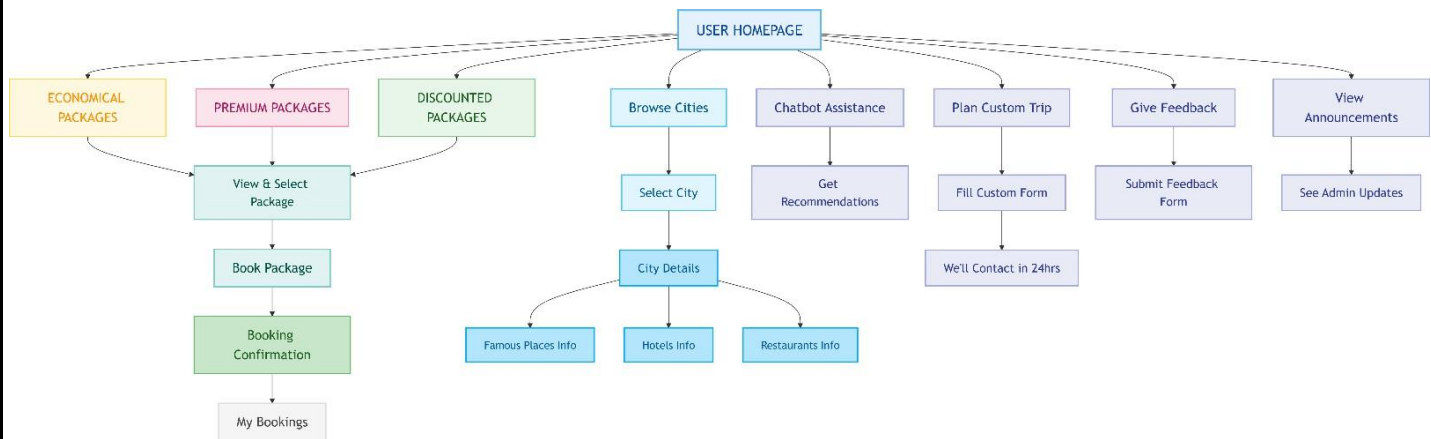 USER HOMEPAGE
ECONOMICAL
PACKAGES
PREMIUM PACKAGES
DISCOUNTED
PACKAGES
Browse Cities
Chatbot Assistance
Plan Custom Trip
Give Feedback
View
Announcements
View & Select
Package
Select City
Get
Recommendations
Fill Custom Form
Submit Feedback
Form
See Admin Updates
Book Package
City Details
We'll Contact in 24hrs
Booking
Confirmation
Famous Places Info
Hotels Info
Restaurants Info
My Bookings